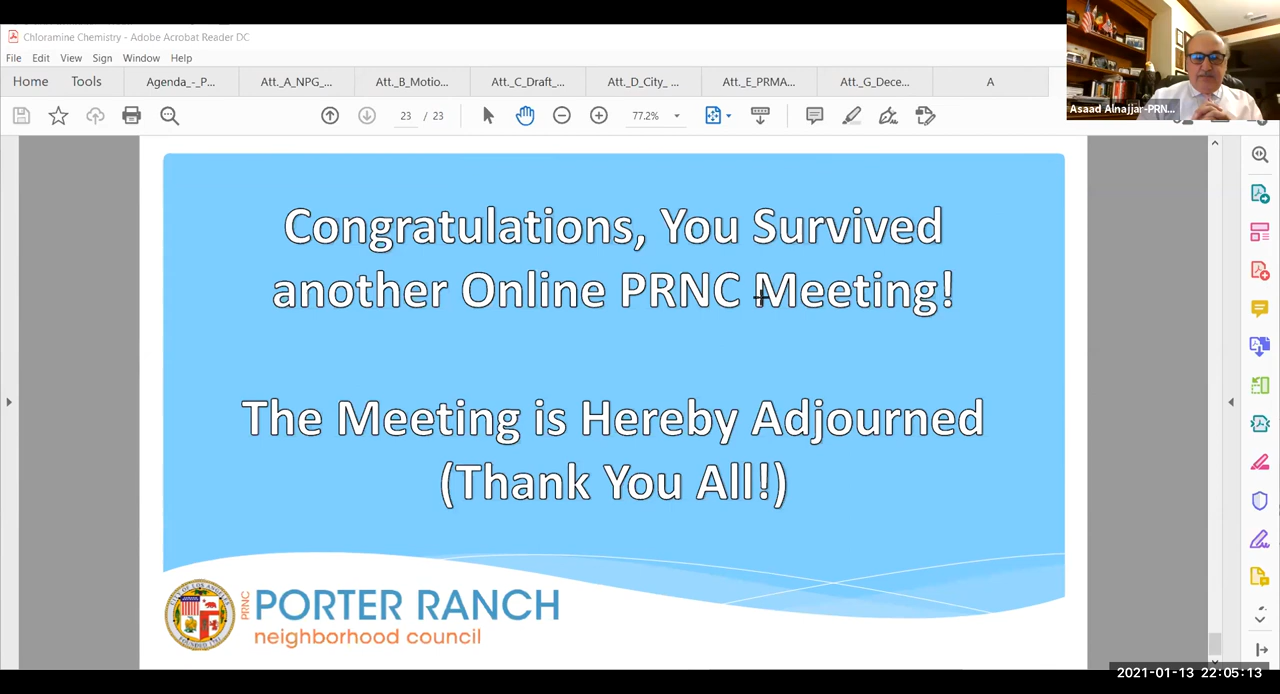 Chloramine Chemistry - Adobe Acrobat Reader DC
File Edit View Sign Window Help
Home Tools Agenda_-_P... Att._A_NPG_... Att._B_Motio... Att._C_Draft_... Att._D_City_ ... Att._E_PRMA... Att._G_Dece... A
77.2%
Asaad Alnajjar-PRN...
Congratulations, You Survived
another Online PRNC Meeting!
The Meeting is Hereby Adjourned
(Thank You All!)
PRNC
PORTER RANCH
neighborhood council
2021-01-13 22:05:13